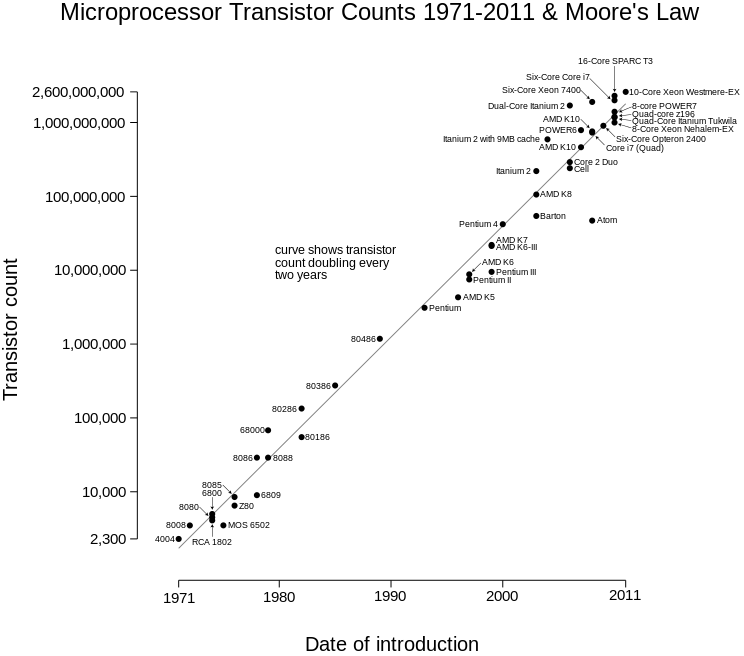 Microprocessor Transistor Counts 1971-2011 & Moore's Law
16-Core SPARC T3
Six-Core Core i7
Six-Core Xeon 7400
10-Core Xeon Westmere-EX
Dual-Core Itanium 2
8-core POWER7
Quad-core z196
AMD K10
Quad-Core Itanium Tukwila
POWER6
8-Core Xeon Nehalem-EX
Itanium 2 with 9MB cache
Six-Core Opteron 2400
AMD K10
Core i7 (Quad)
Core 2 Duo
Itanium 2
Cell
AMD K8
Barton
Atom
Pentium 4
AMD K7
AMD K6-III
curve shows transistor
count doubling every
two years
AMD K6
Pentium III
Pentium II
AMD K5
Pentium
80486
80386
80286
68000
80186
8086
8088
8085
6800
6809
8080
Z80
8008
MOS 6502
4004
RCA 1802
2,600,000,000
1,000,000,000
100,000,000
10,000,000
1,000,000
100,000
10,000
2,300
Transistor count
1971
1980
1990
2000
2011
Date of introduction